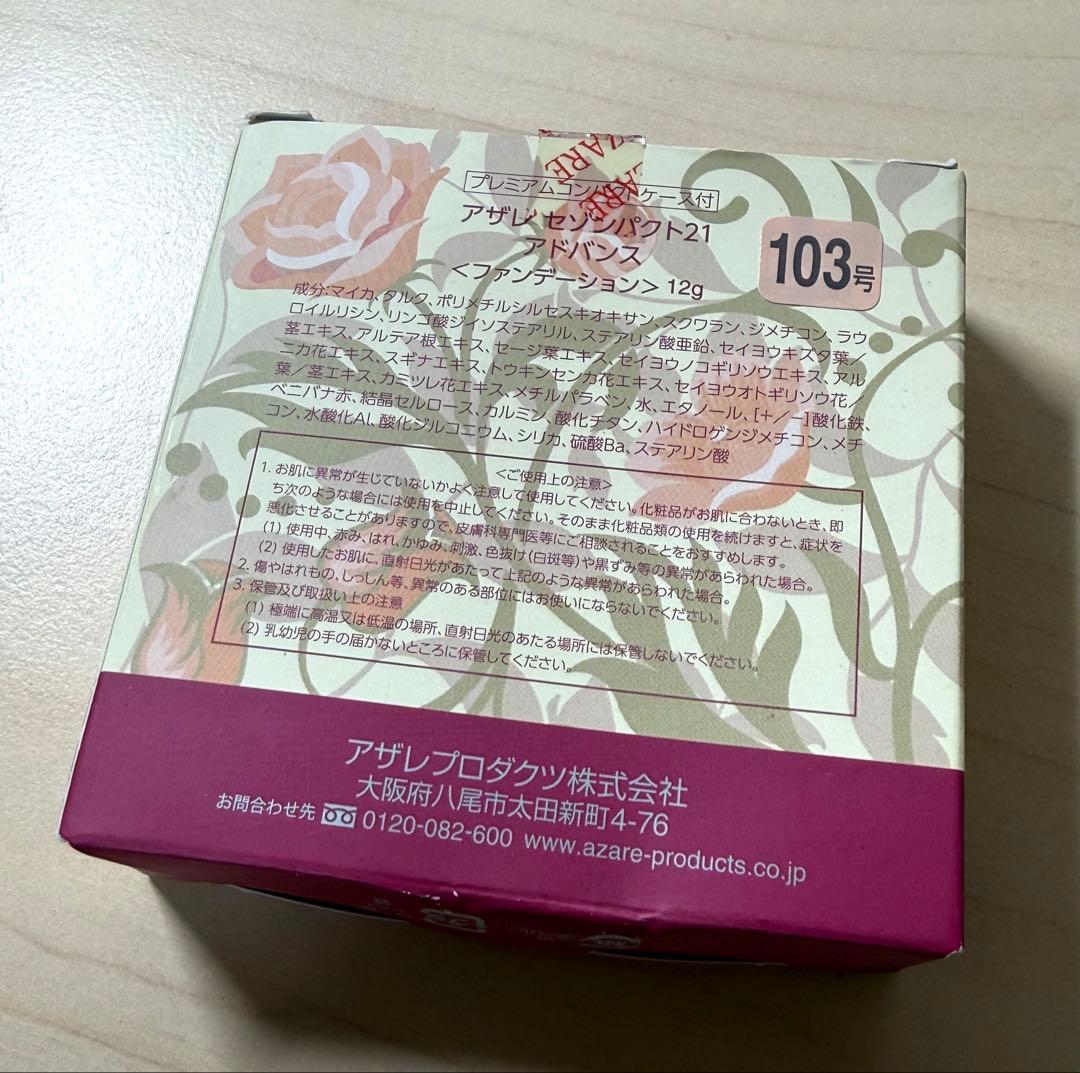 AZARE
AZARE
プレミアムコンパクトケース付
アザレ セゾンパクト21
アドバンス
<ファンデーション> 12g
103号
成分:マイカ、タルク、ポリメチルシルセスキオキサン、スクワラン、ジメチコン、ラウ
ロイルリシン、リンゴ酸ジイソステアリル、ステアリン酸亜鉛、セイヨウキズタ葉/
茎エキス、アルテア根エキス、セージ葉エキス、セイヨウノコギリソウエキス、アル
ニカ花エキス、スギナエキス、トウキンセンカ花エキス、セイヨウオトギリソウ花/
葉/茎エキス、カミツレ花エキス、メチルパラベン、水、エタノール、[+/-]酸化鉄、
ベニバナ赤、結晶セルロース、カルミン、酸化チタン、ハイドロゲンジメチコン、メチ
コン、水酸化Al、酸化ジルコニウム、シリカ、硫酸Ba、ステアリン酸
<ご使用上の注意>
1. お肌に異常が生じていないかよく注意して使用してください。化粧品がお肌に合わないとき、即
ち次のような場合には使用を中止してください。そのまま化粧品類の使用を続けますと、症状を
悪化させることがありますので、皮膚科専門医等にご相談されることをおすすめします。
(1) 使用中、赤み、はれ、かゆみ、刺激、色抜け(白斑等)や黒ずみ等の異常があらわれた場合。
(2) 使用したお肌に、直射日光があたって上記のような異常があらわれた場合。
2. 傷やはれもの、しっしん等、異常のある部位にはお使いにならないでください。
3. 保管及び取扱い上の注意
(1) 極端に高温又は低温の場所、直射日光のあたる場所には保管しないでください。
(2) 乳幼児の手の届かないところに保管してください。
アザレプロダクツ株式会社
大阪府八尾市太田新町4-76
お問合わせ先 0120-082-600 www.azare-products.co.jp